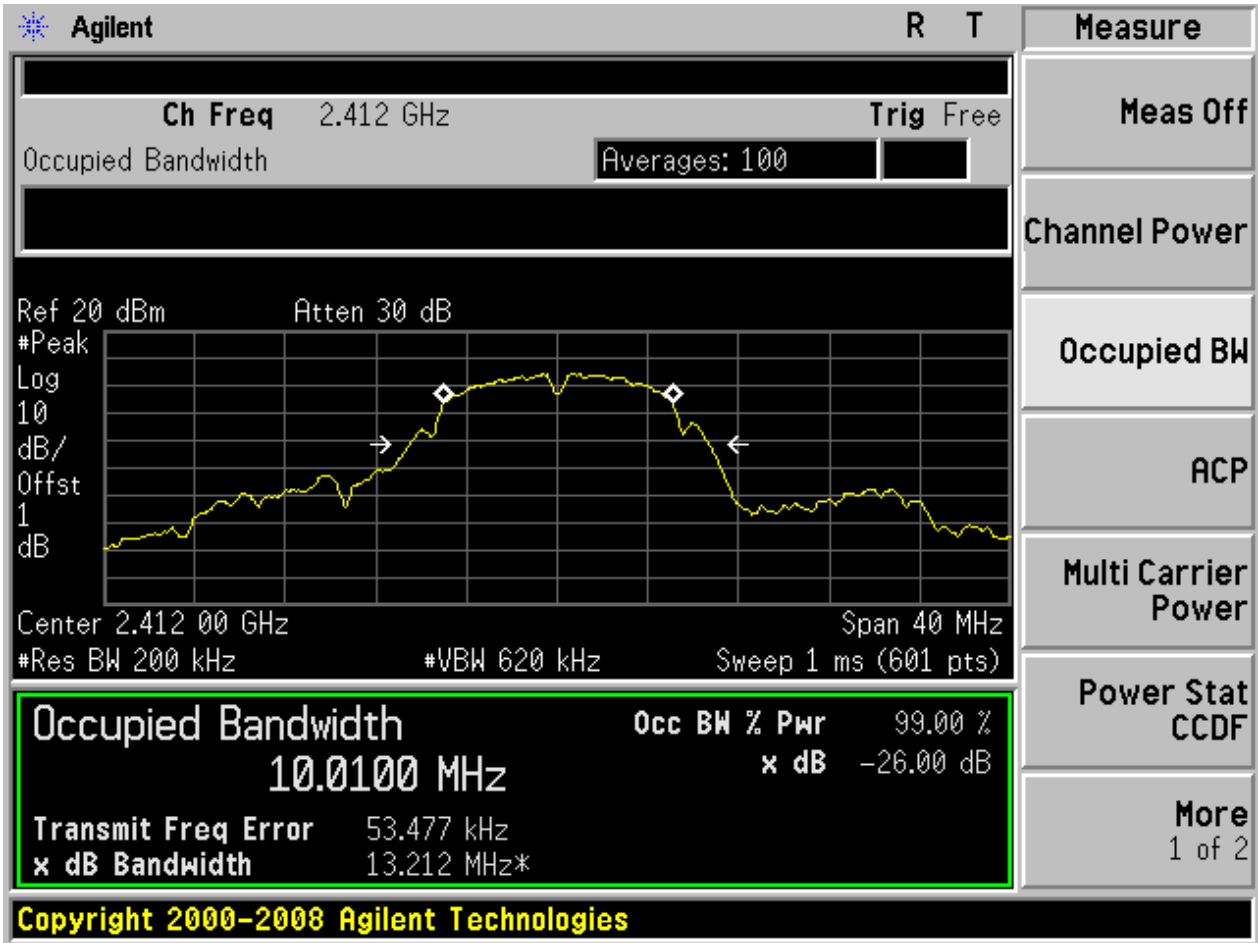 Agilent R T Measure
Ch Freq 2.412 GHz Trig Free
Occupied Bandwidth Averages: 100
Ref 20 dBm Atten 30 dB
#Peak
Log
10
dB/
Offst
1
dB
Center 2.412 00 GHz Span 40 MHz
#Res BW 200 kHz #VBW 620 kHz Sweep 1 ms (601 pts)
Occupied Bandwidth
10.0100 MHz
Occ BW % Pwr 99.00 %
x dB -26.00 dB
Transmit Freq Error 53.477 kHz
x dB Bandwidth 13.212 MHz*
Meas Off
Channel Power
Occupied BW
ACP
Multi Carrier
Power
Power Stat
CCDF
More
1 of 2
Copyright 2000-2008 Agilent Technologies